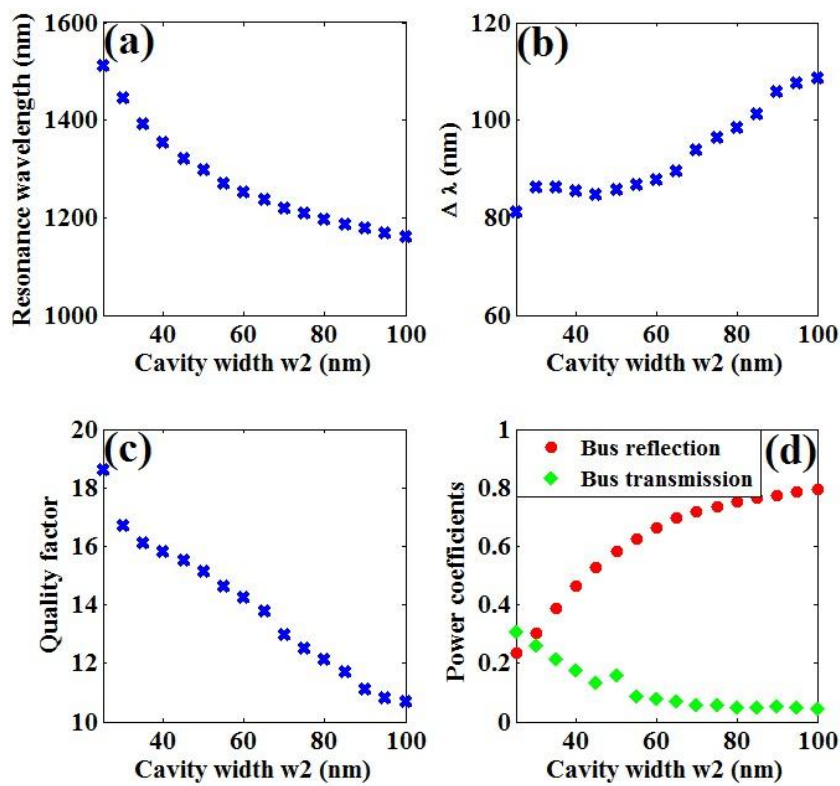 (a)
Resonance wavelength (nm)
1600
1400
1200
1000
40 60 80 100
Cavity width w2 (nm)
(b)
Δ λ (nm)
120
100
80
60
40 60 80 100
Cavity width w2 (nm)
(c)
Quality factor
20
18
16
14
12
10
40 60 80 100
Cavity width w2 (nm)
(d)
Power coefficients
1
0.8
0.6
0.4
0.2
0
Bus reflection
Bus transmission
40 60 80 100
Cavity width w2 (nm)